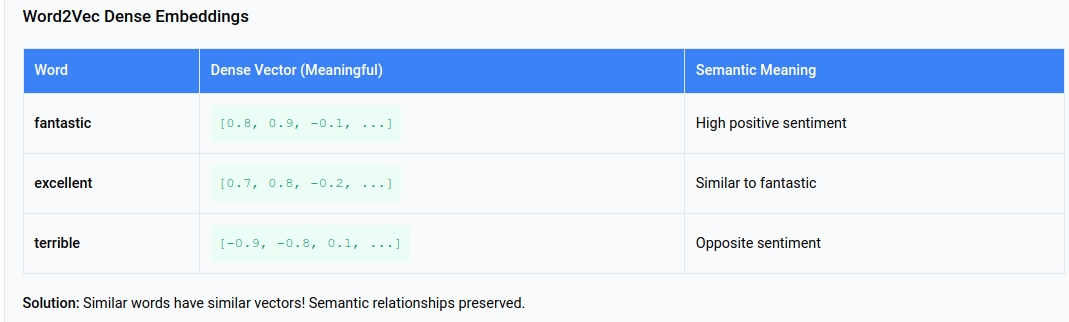 Word2Vec Dense Embeddings
Word Dense Vector (Meaningful) Semantic Meaning
fantastic [0.8, 0.9, -0.1, ...] High positive sentiment
excellent [0.7, 0.8, -0.2, ...] Similar to fantastic
terrible [-0.9, -0.8, 0.1, ...] Opposite sentiment
Solution: Similar words have similar vectors! Semantic relationships preserved.